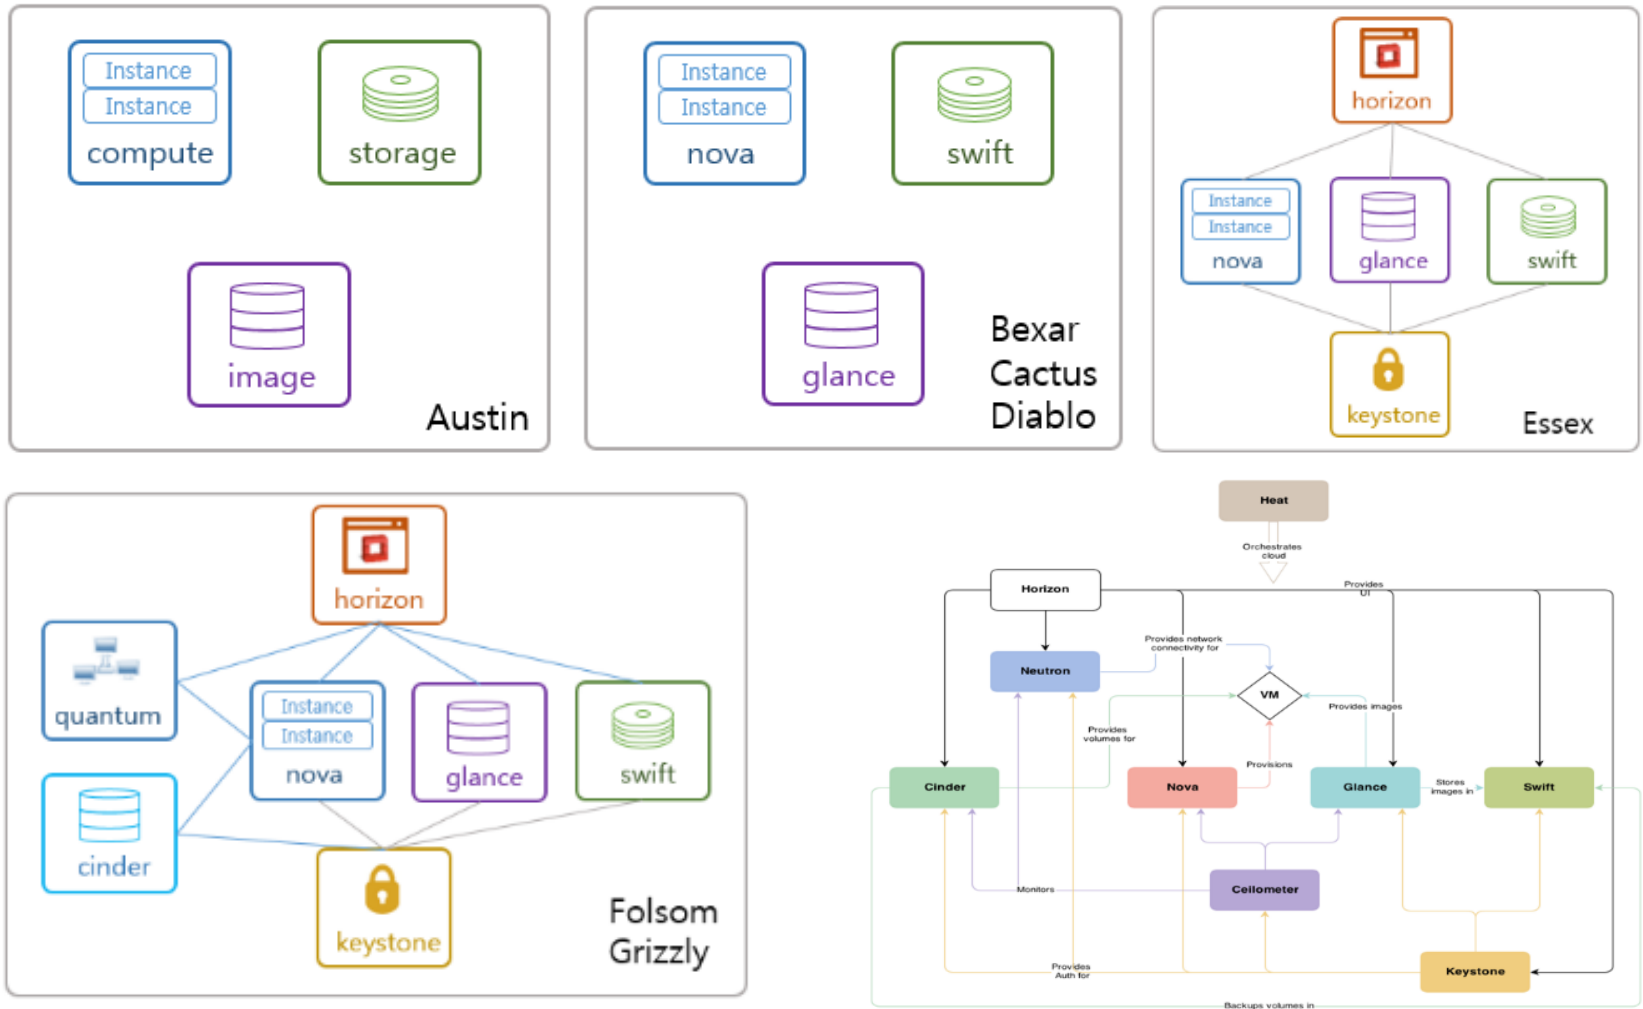 Instance
Instance
compute
storage
image
Austin
Instance
Instance
nova
swift
glance
Bexar
Cactus
Diablo
horizon
Instance
Instance
nova
glance
swift
keystone
Essex
horizon
quantum
Instance
Instance
nova
glance
swift
cinder
keystone
Folsom
Grizzly
Heat
Orchestrates
cloud
Horizon
Provides
UI
Provides network
connectivity for
Neutron
VM
Provides images
Provides
volumes for
Provisions
Cinder
Nova
Glance
Stores
images in
Swift
Monitors
Ceilometer
Provides
Auth for
Keystone
Backups volumes in